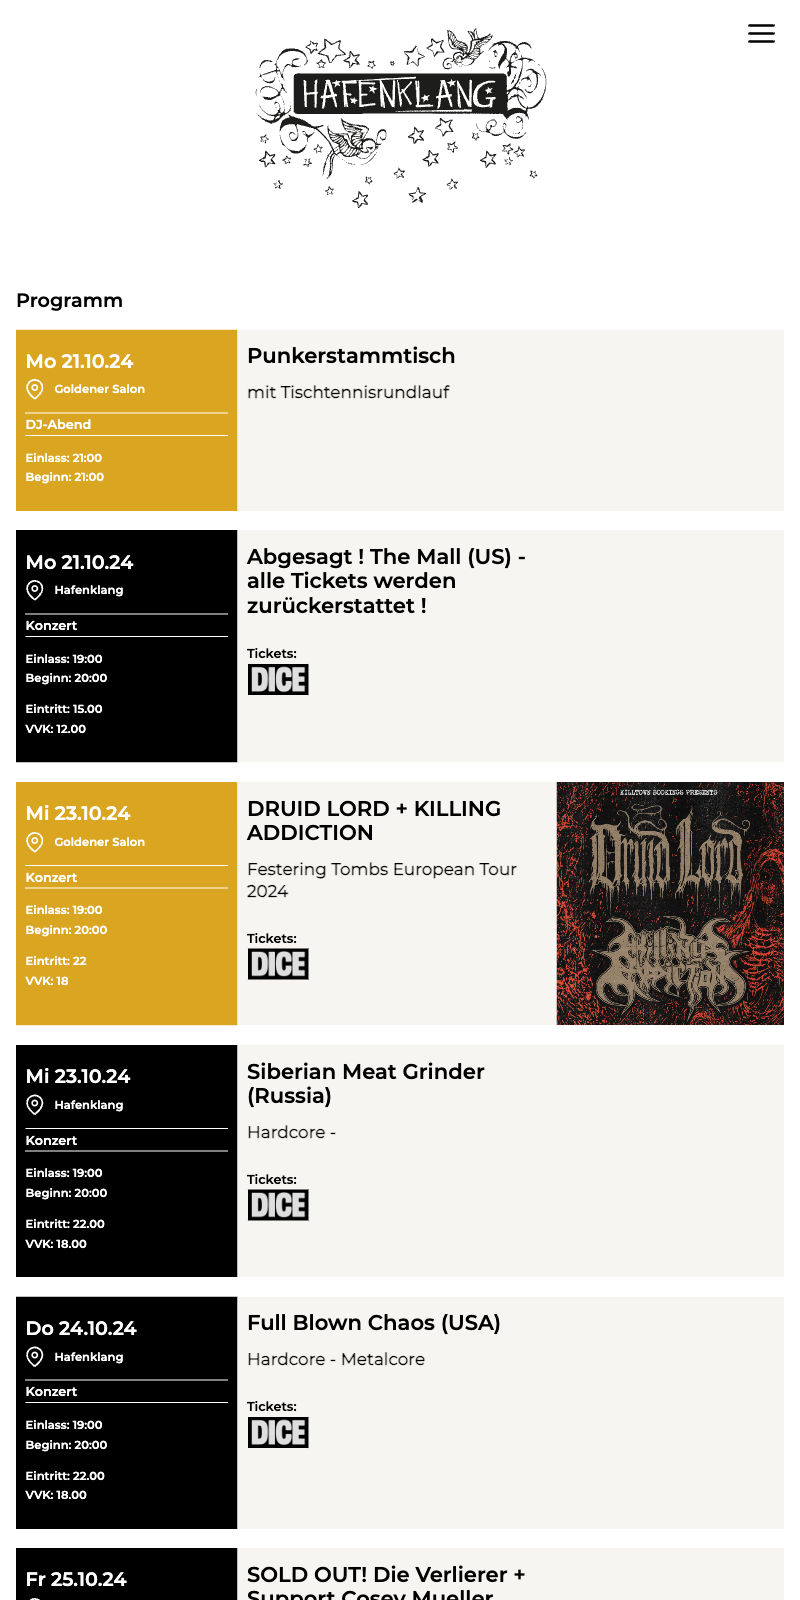 HAFENKLANG
Programm
Mo 21.10.24
Goldener Salon
DJ-Abend
Einlass: 21:00
Beginn: 21:00
Punkerstammtisch
mit Tischtennisrundlauf
Mo 21.10.24
Hafenklang
Konzert
Einlass: 19:00
Beginn: 20:00
Eintritt: 15.00
VVK: 12.00
Abgesagt ! The Mall (US) -
alle Tickets werden
zurückerstattet !
Tickets:
DICE
Mi 23.10.24
Goldener Salon
Konzert
Einlass: 19:00
Beginn: 20:00
Eintritt: 22
VVK: 18
DRUID LORD + KILLING
ADDICTION
Festering Tombs European Tour
2024
Tickets:
DICE
KILLTOWN BOOKINGS PRESENTS
Druid Lord
Killing
Addiction
Mi 23.10.24
Hafenklang
Konzert
Einlass: 19:00
Beginn: 20:00
Eintritt: 22.00
VVK: 18.00
Siberian Meat Grinder
(Russia)
Hardcore -
Tickets:
DICE
Do 24.10.24
Hafenklang
Konzert
Einlass: 19:00
Beginn: 20:00
Eintritt: 22.00
VVK: 18.00
Full Blown Chaos (USA)
Hardcore - Metalcore
Tickets:
DICE
Fr 25.10.24
SOLD OUT! Die Verlierer +
Support Cosey Mueller